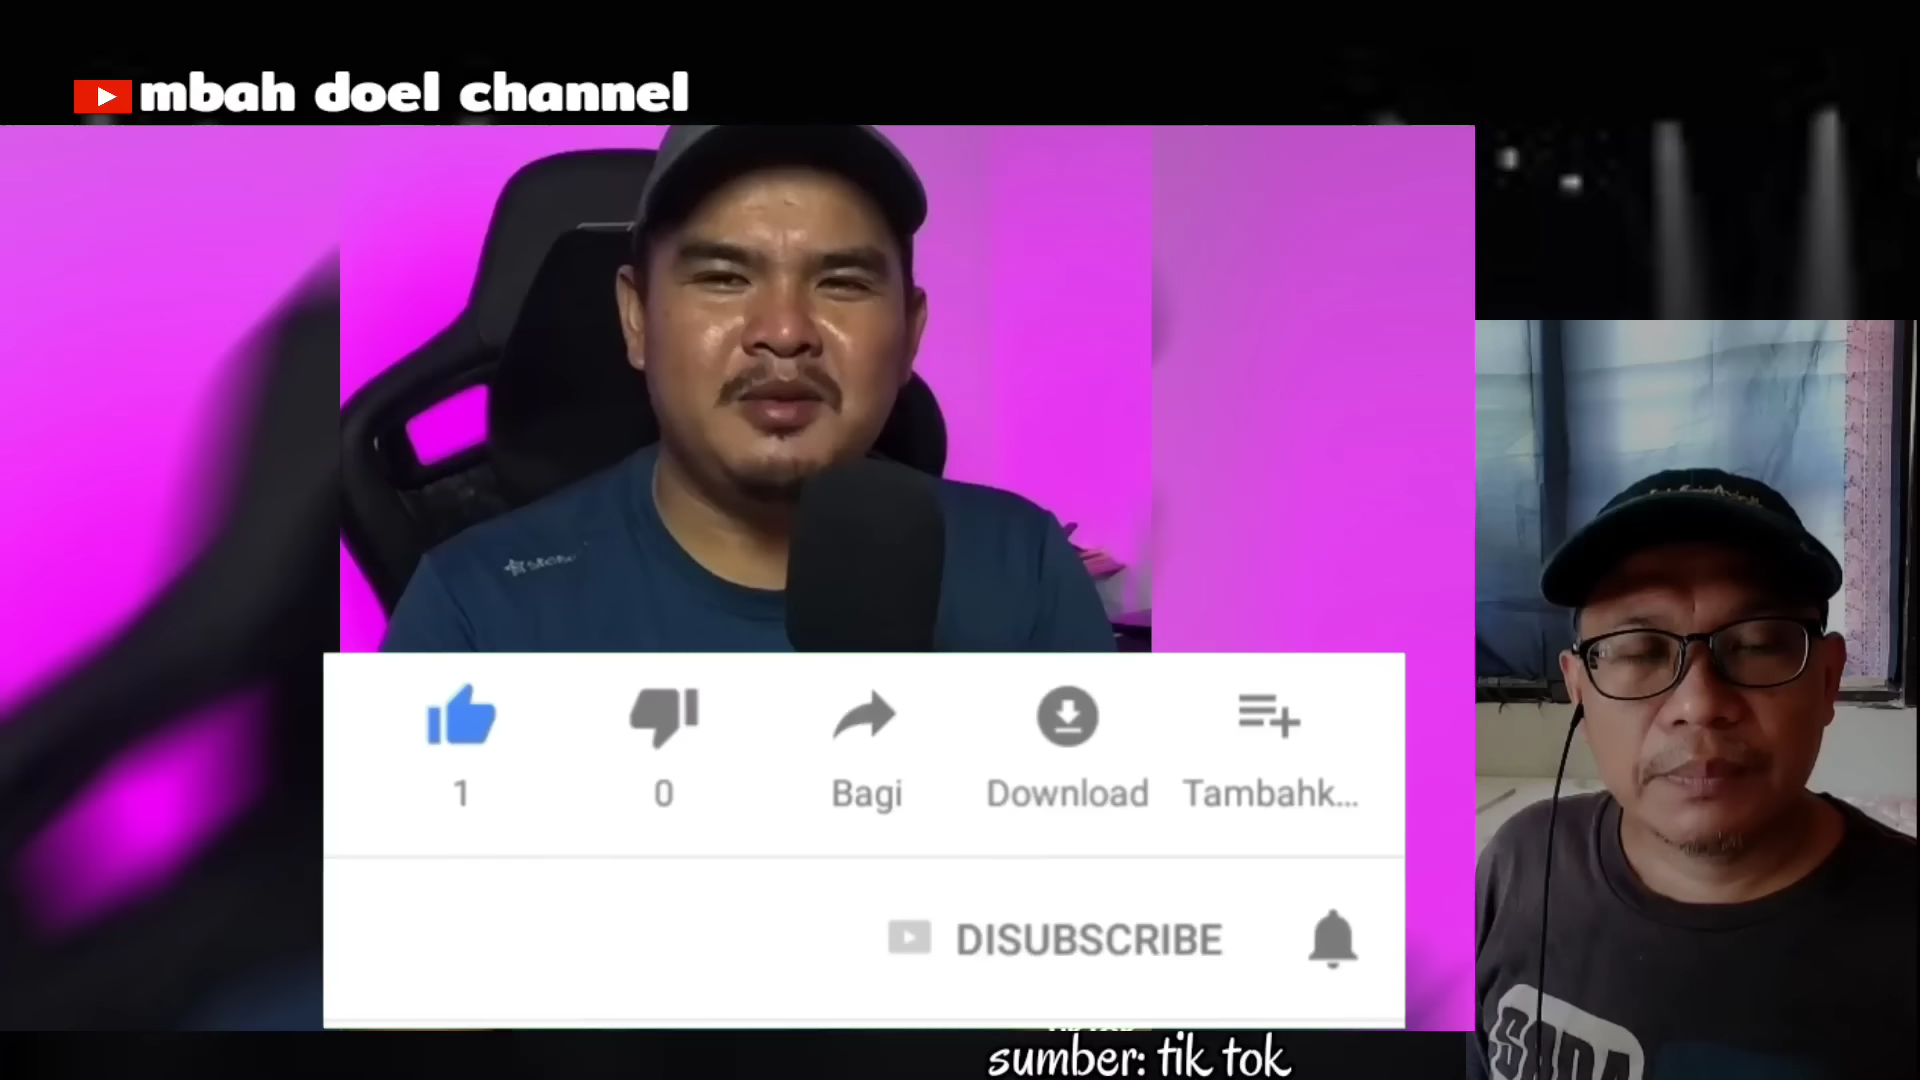 mbah doel channel
1
0
Bagi
Download
Tambahk...
DISUBSCRIBE
sumber: tik tok